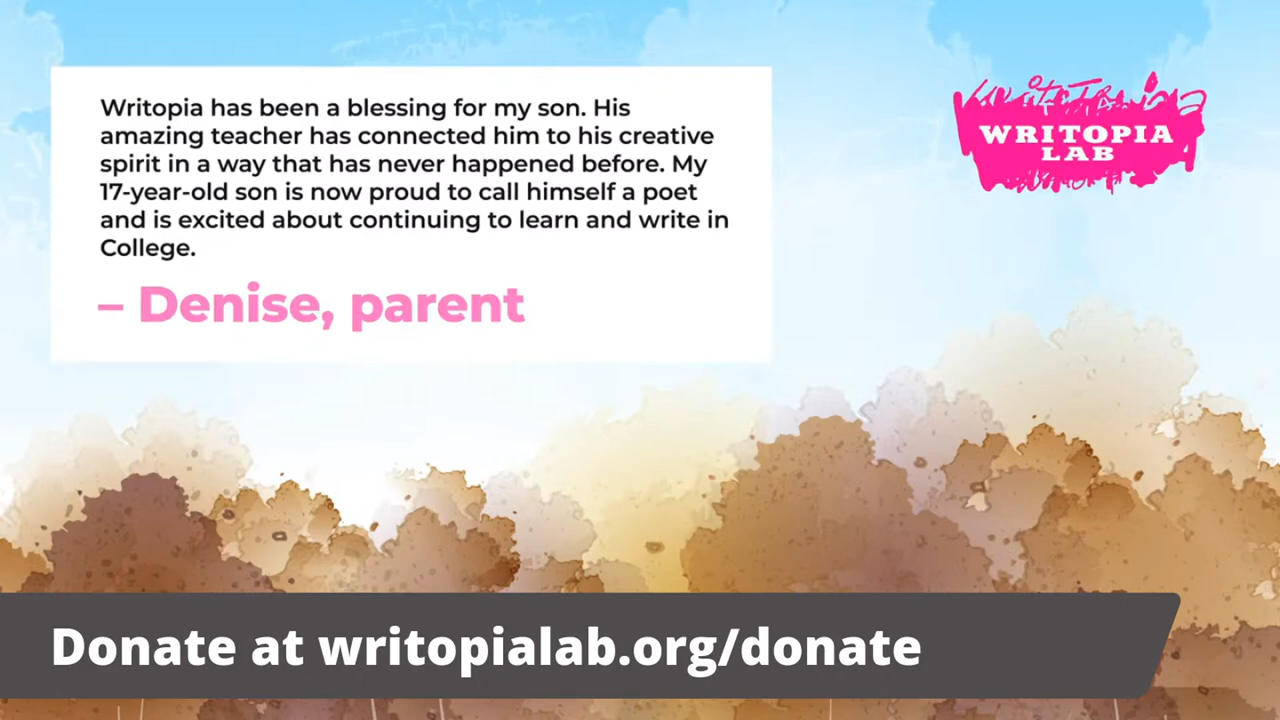 Writopia has been a blessing for my son. His
amazing teacher has connected him to his creative
spirit in a way that has never happened before. My
17-year-old son is now proud to call himself a poet
and is excited about continuing to learn and write in
College.
– Denise, parent
WRITOPIA
LAB
Donate at writopialab.org/donate